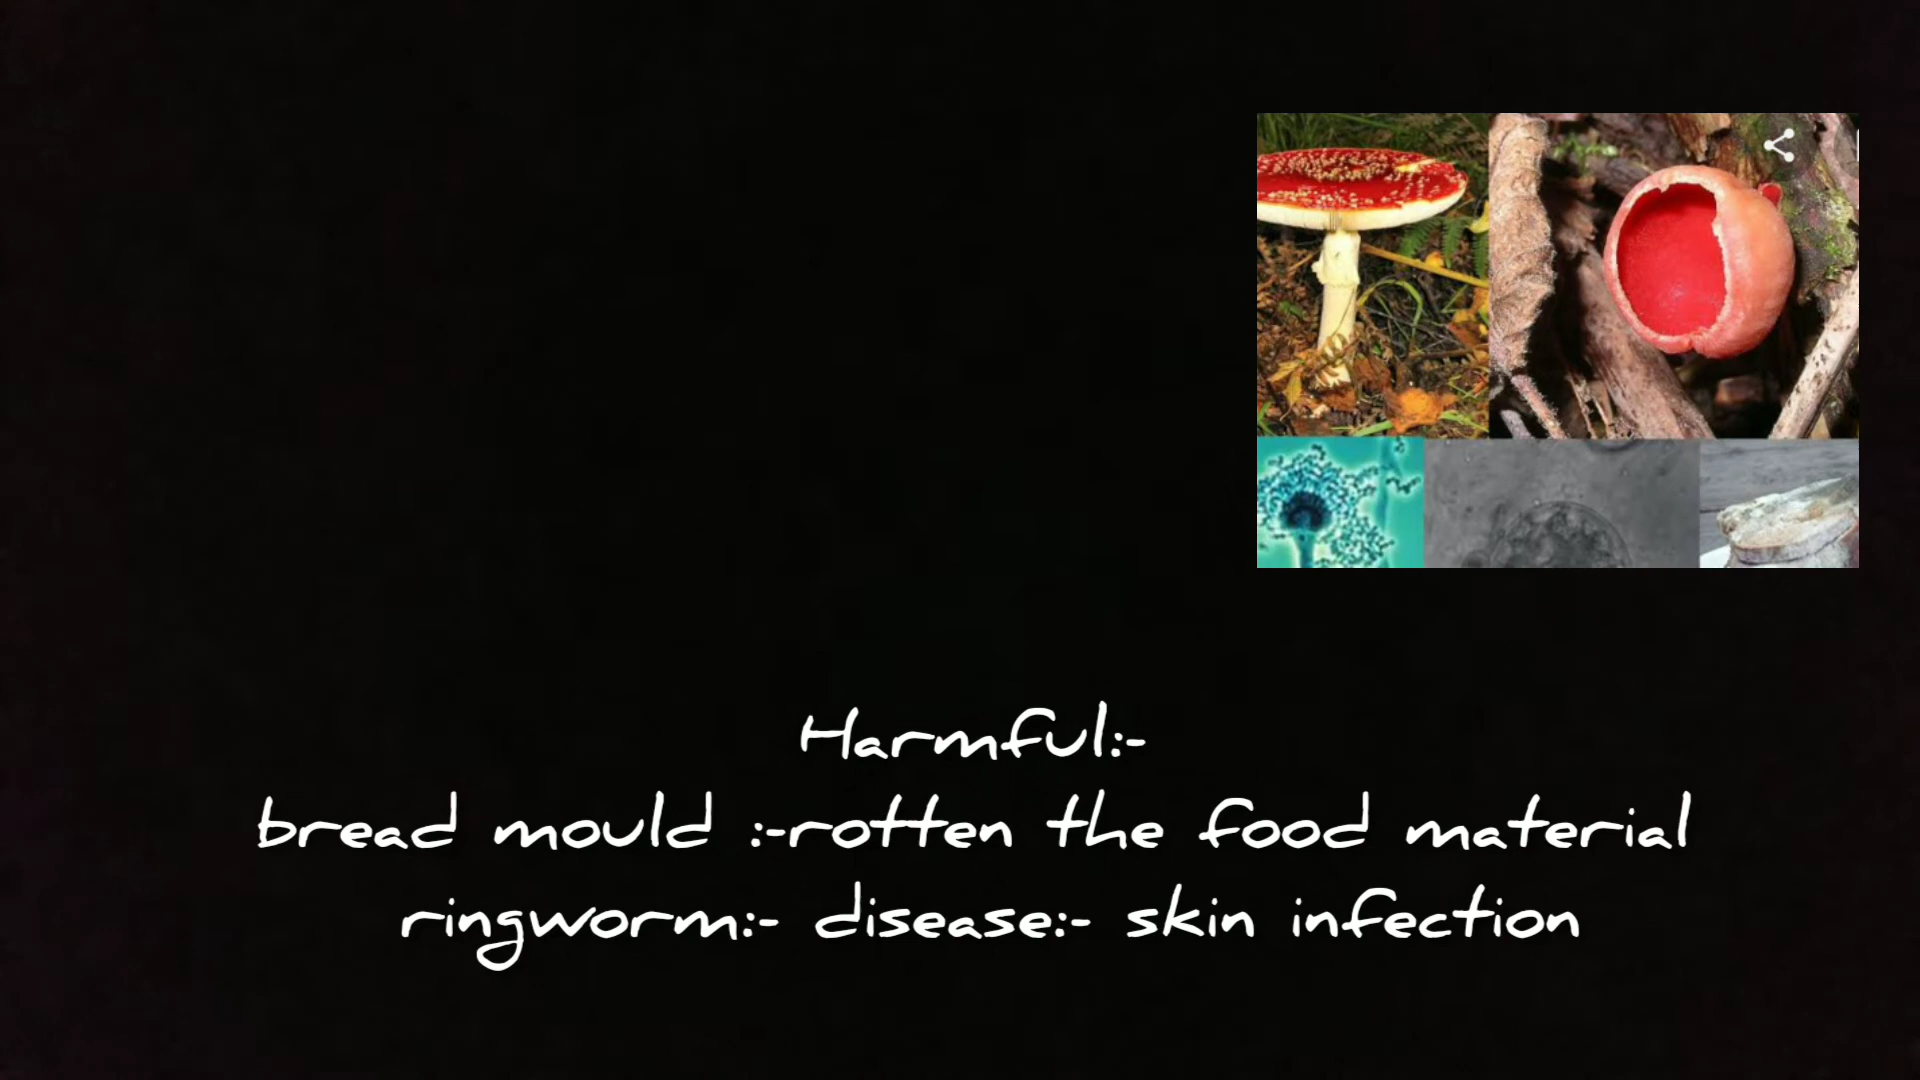 Harmful:-
bread mould :-rotten the food material
ringworm:- disease:- skin infection